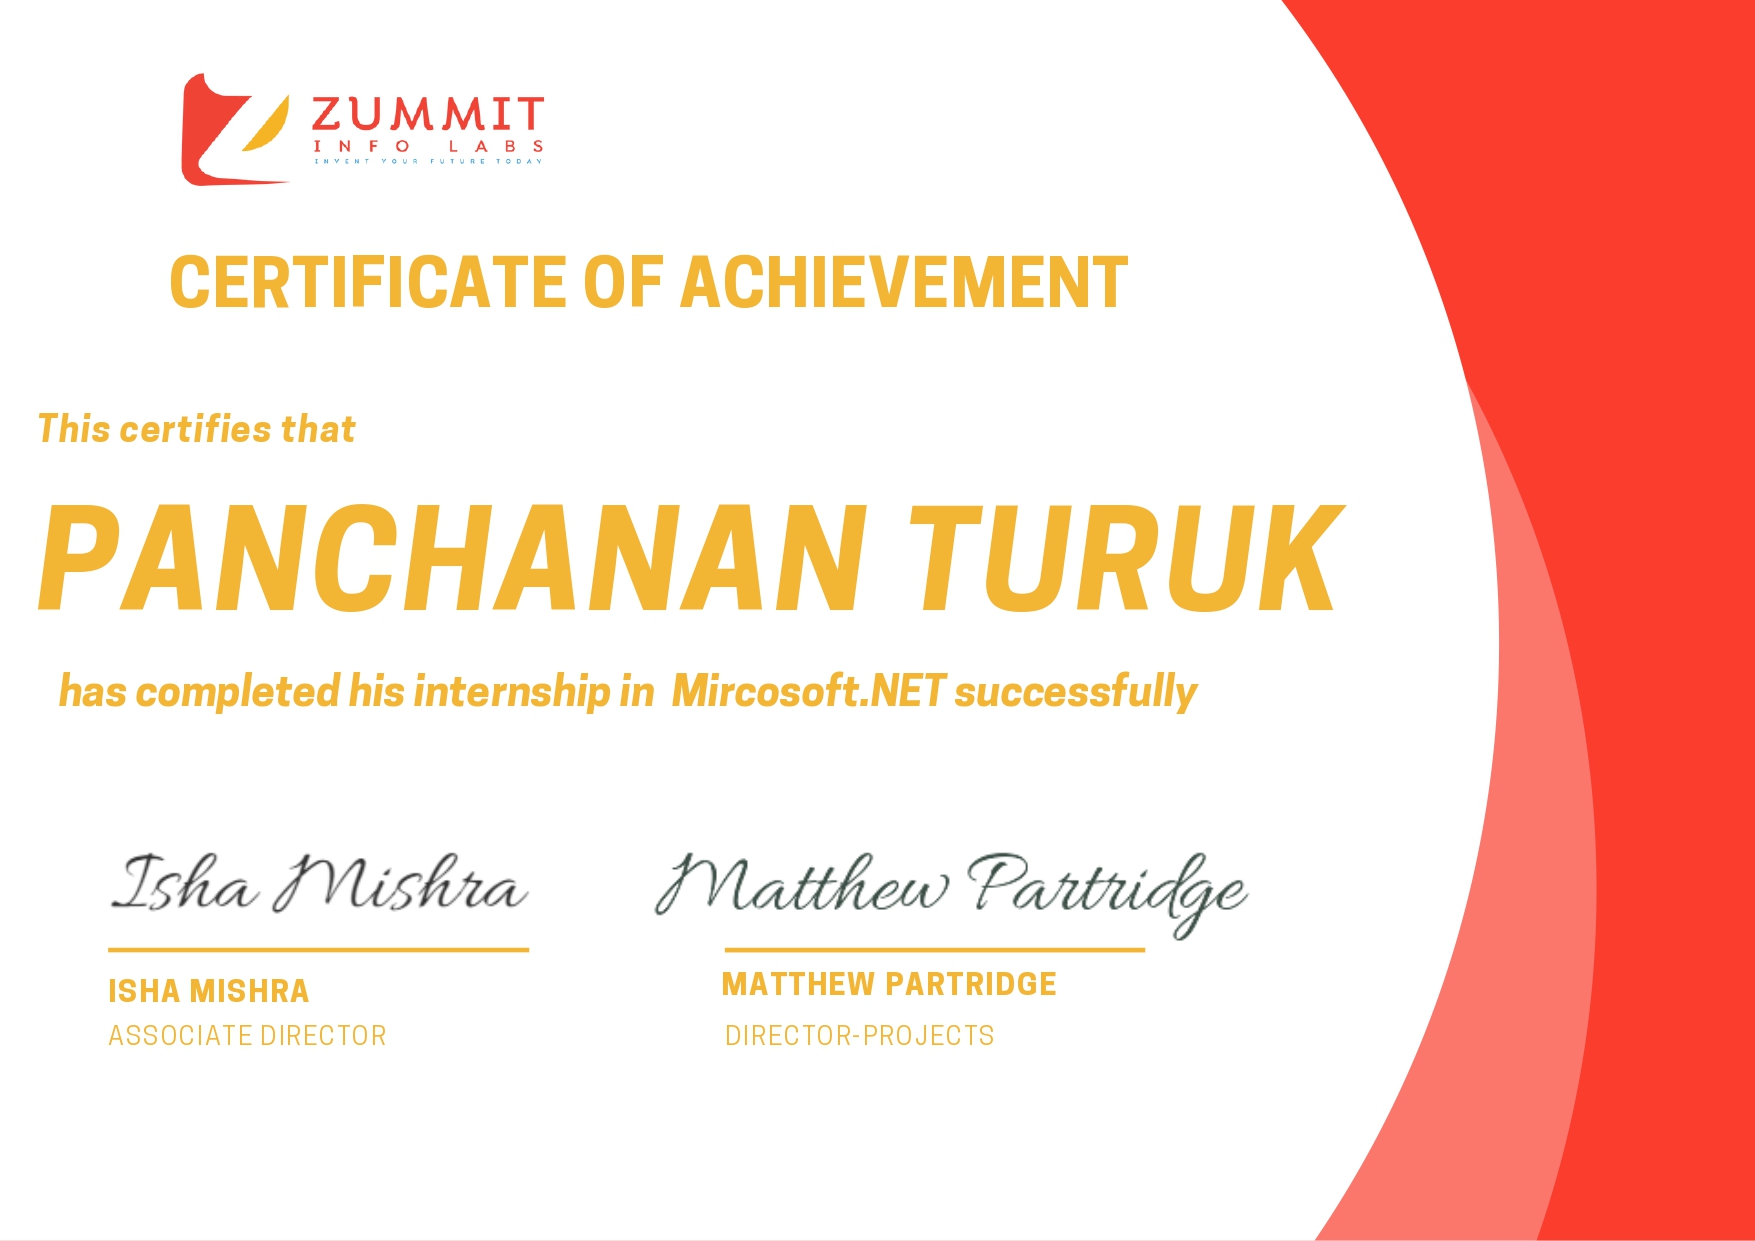 ZUMMIT
INFO LABS
INVENT YOUR FUTURE TODAY
CERTIFICATE OF ACHIEVEMENT
This certifies that
PANCHANAN TURUK
has completed his internship in Mircosoft.NET successfully
Isha Mishra
Matthew Partridge
ISHA MISHRA
ASSOCIATE DIRECTOR
MATTHEW PARTRIDGE
DIRECTOR-PROJECTS